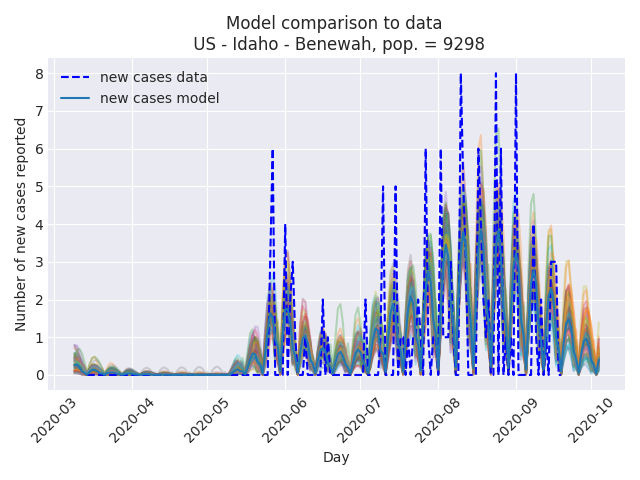 Model comparison to data
US - Idaho - Benewah, pop. = 9298
new cases data
new cases model
Number of new cases reported
8
7
6
5
4
3
2
1
0
2020-03
2020-04
2020-05
2020-06
2020-07
2020-08
2020-09
2020-10
Day